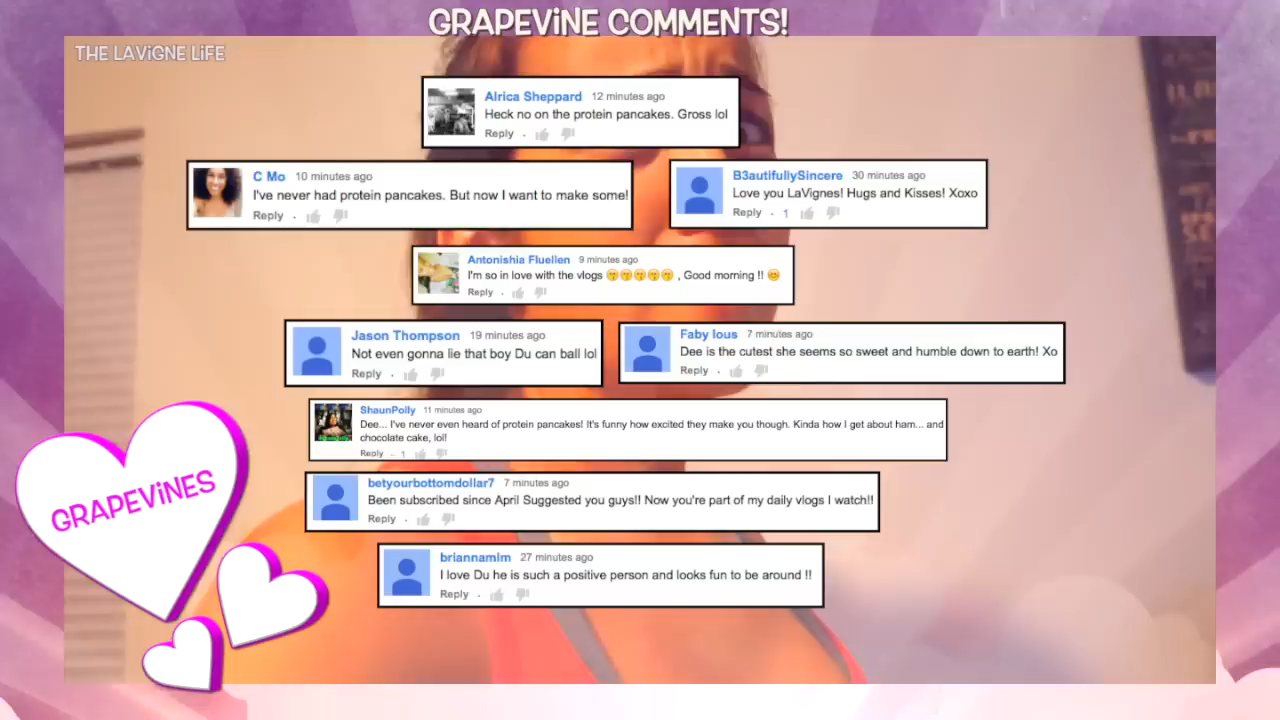 GRAPEViNE COMMENTS!
THE LAViGNE LiFE
Alrica Sheppard 12 minutes ago
Heck no on the protein pancakes. Gross lol
Reply .
C Mo 10 minutes ago
I've never had protein pancakes. But now I want to make some!
Reply .
B3autifullySincere 30 minutes ago
Love you LaVignes! Hugs and Kisses! Xoxo
Reply . 1
Antonishia Fluellen 9 minutes ago
I'm so in love with the vlogs 😚😚😚😚😚 , Good morning !! 😊
Reply .
Jason Thompson 19 minutes ago
Not even gonna lie that boy Du can ball lol
Reply .
Faby lous 7 minutes ago
Dee is the cutest she seems so sweet and humble down to earth! Xo
Reply .
ShaunPolly 11 minutes ago
Dee... I've never even heard of protein pancakes! It's funny how excited they make you though. Kinda how I get about ham... and
chocolate cake, lol!
Reply . 1
betyourbottomdollar7 7 minutes ago
Been subscribed since April Suggested you guys!! Now you're part of my daily vlogs I watch!!
Reply .
briannamlm 27 minutes ago
I love Du he is such a positive person and looks fun to be around !!
Reply .
GRAPEViNES